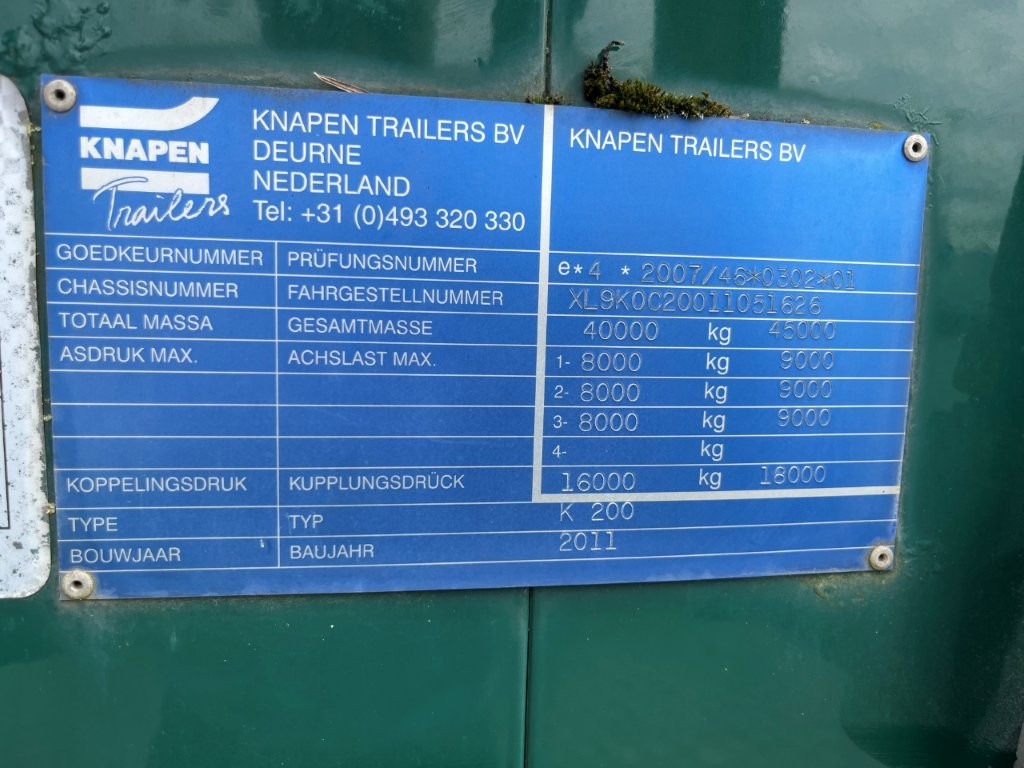 KNAPEN
Trailers
KNAPEN TRAILERS BV
DEURNE
NEDERLAND
Tel: +31 (0)493 320 330
KNAPEN TRAILERS BV
GOEDKEURNUMMER PRÜFUNGSNUMMER e*4 * 2007/46*0302*01
CHASSISNUMMER FAHRGESTELLNUMMER XL9K0C20011051626
TOTAAL MASSA GESAMTMASSE 40000 kg 45000
ASDRUK MAX. ACHSLAST MAX. 1- 8000 kg 9000
2- 8000 kg 9000
3- 8000 kg 9000
4- kg
KOPPELINGSDRUK KUPPLUNGSDRÜCK 16000 kg 18000
TYPE TYP K 200
BOUWJAAR BAUJAHR 2011